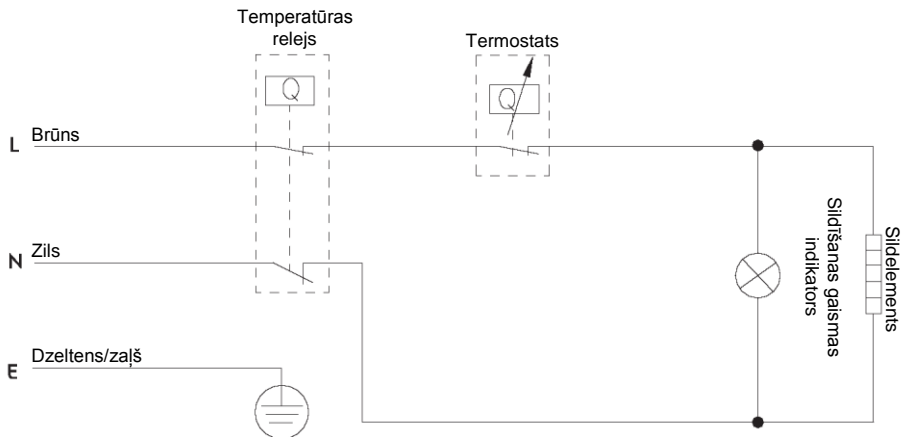 Temperatūras
relejs
Termostats
Q
Q
L Brūns
N Zils
E Dzeltens/zaļš
Sildīšanas gaismas
indikators
Sildelements